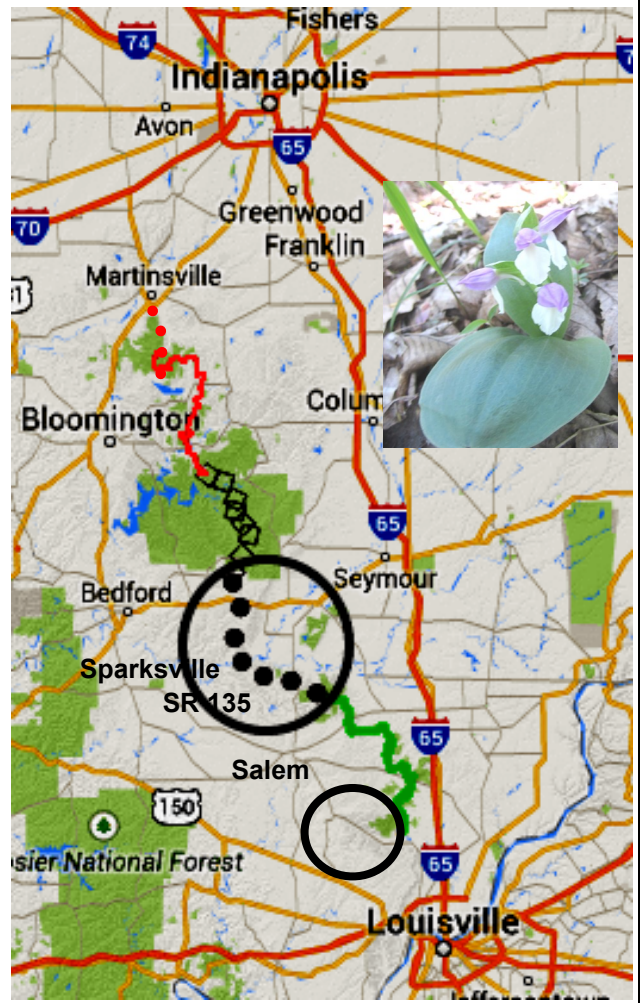 Fishers
74
Indianapolis
Avon
65
70
Greenwood
Franklin
Martinsville
Bloomington
Colum
65
Seymour
Bedford
Sparksville
SR 135
65
Salem
150
sier National Forest
65
Louisville